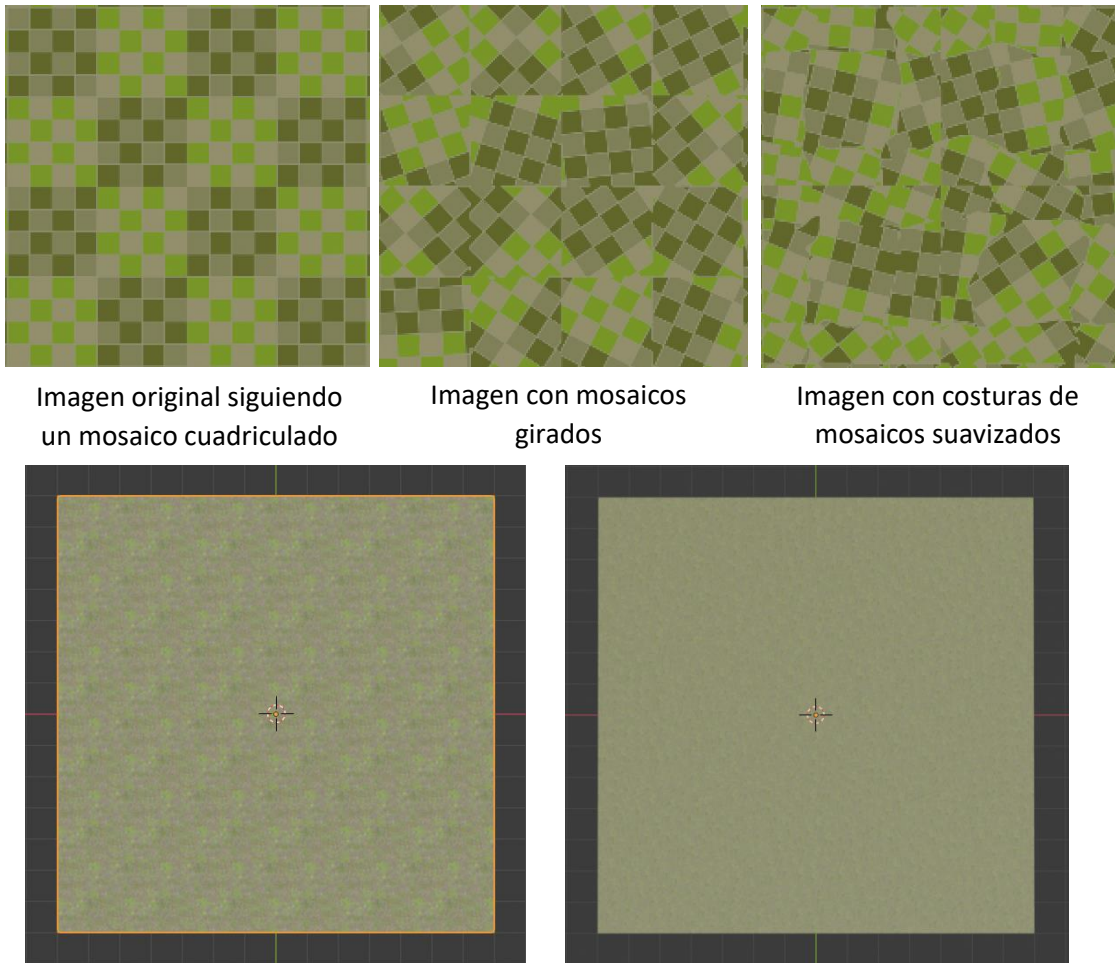 Imagen original siguiendo
un mosaico cuadriculado
Imagen con mosaicos
girados
Imagen con costuras de
mosaicos suavizados